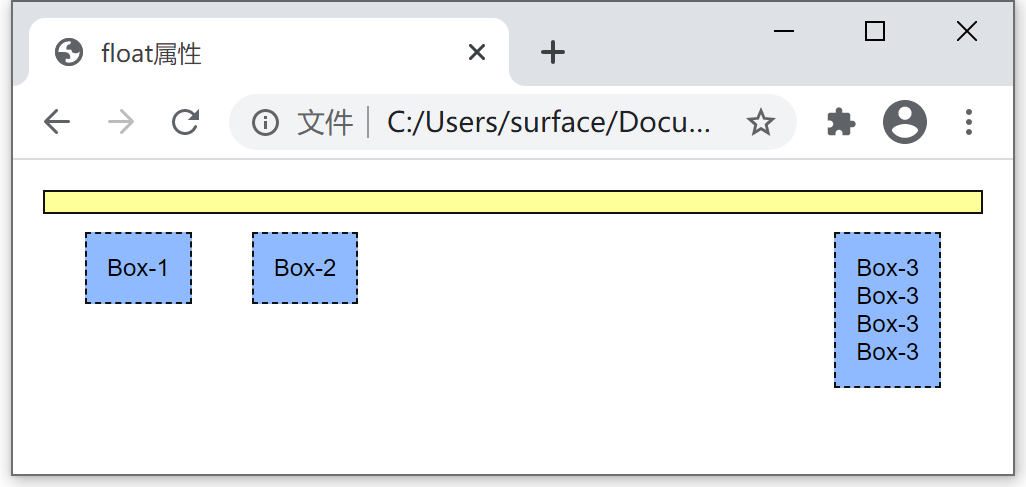 float属性
文件 C:/Users/surface/Docu...
Box-1 Box-2 Box-3
Box-3
Box-3
Box-3